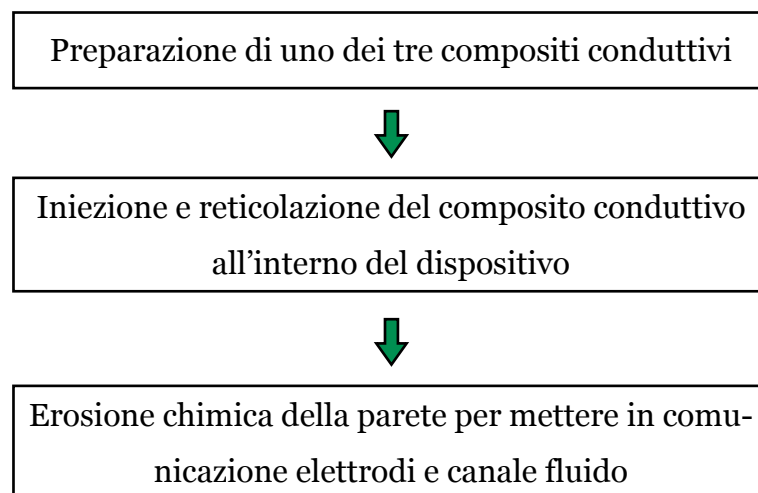 Preparazione di uno dei tre compositi conduttivi
Iniezione e reticolazione del composito conduttivo
all’interno del dispositivo
Erosione chimica della parete per mettere in comu-
nicazione elettrodi e canale fluido